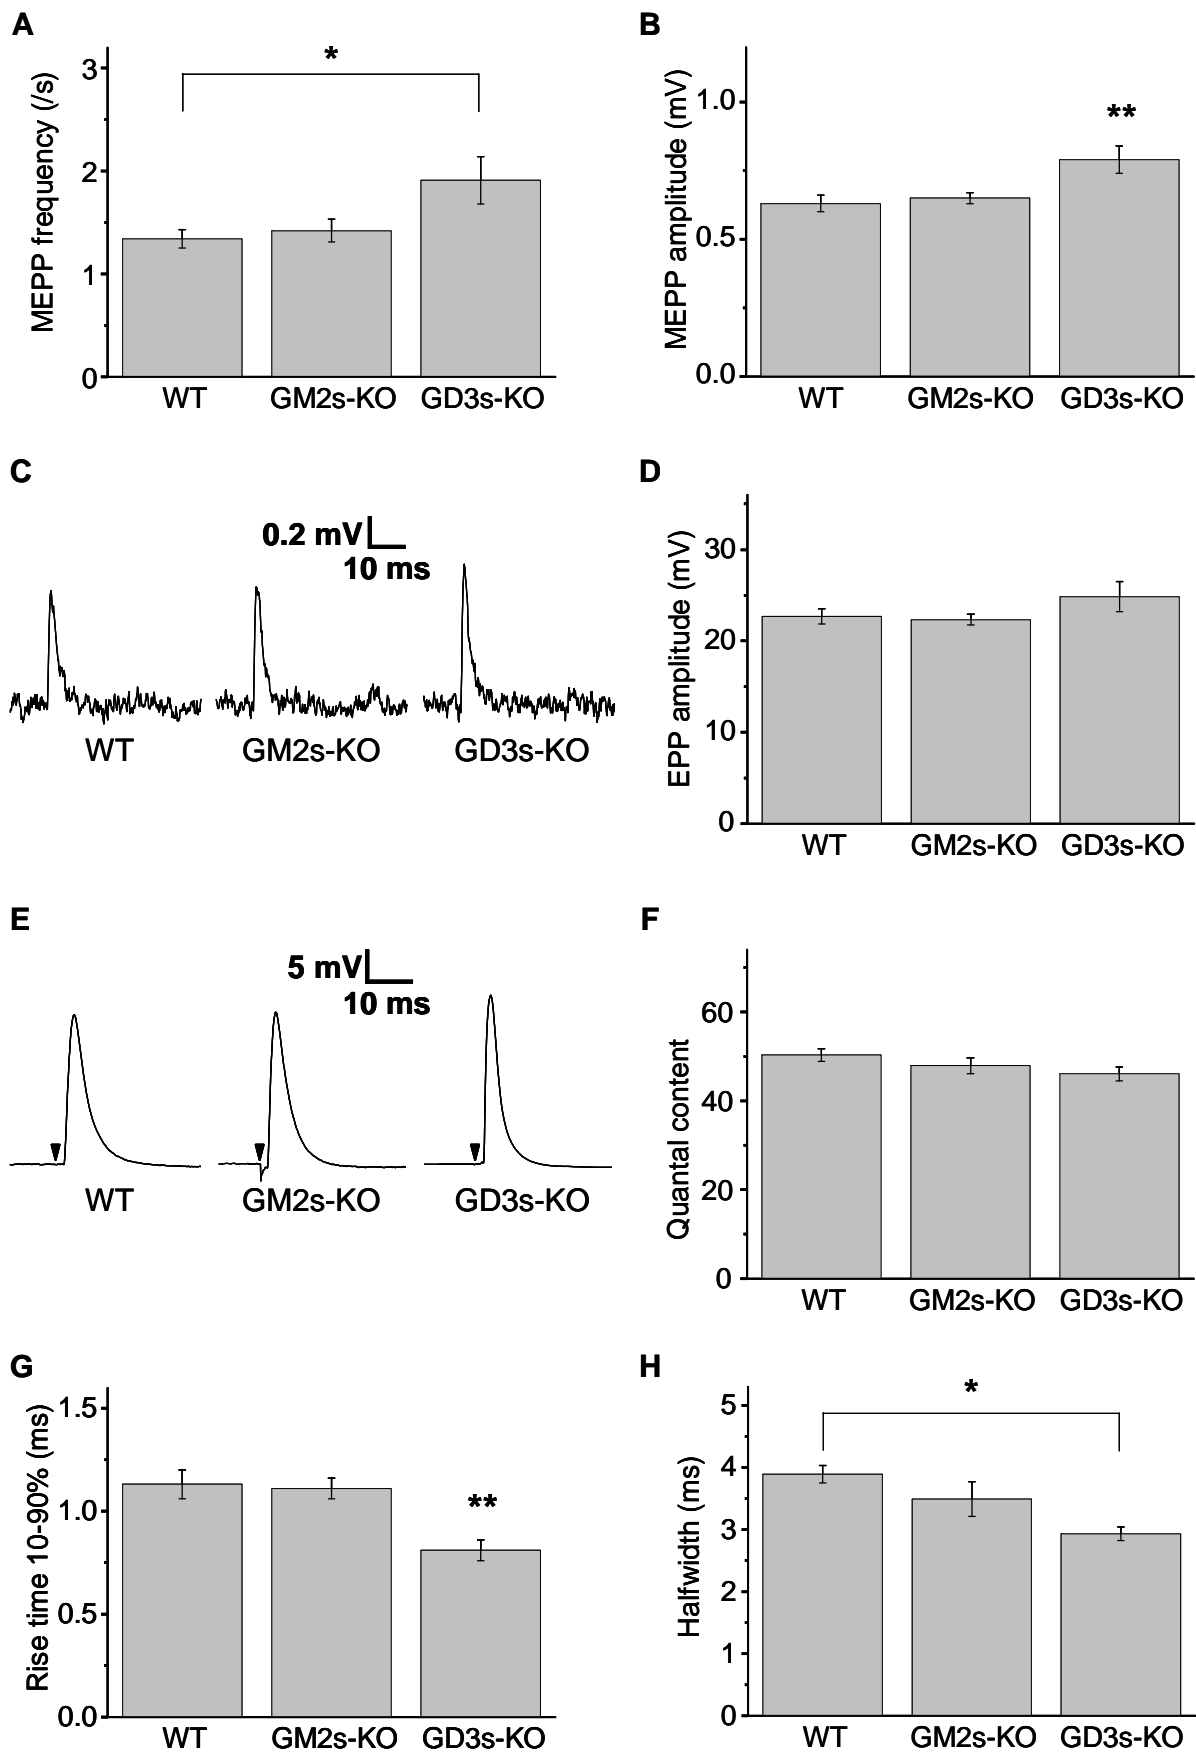 A
MEPP frequency (/s)
3
2
1
0
*
WT
GM2s-KO
GD3s-KO
B
MEPP amplitude (mV)
1.0
0.5
0.0
**
WT
GM2s-KO
GD3s-KO
C
0.2 mV
10 ms
WT
GM2s-KO
GD3s-KO
D
EPP amplitude (mV)
30
20
10
0
WT
GM2s-KO
GD3s-KO
E
5 mV
10 ms
WT
GM2s-KO
GD3s-KO
F
Quantal content
60
40
20
0
WT
GM2s-KO
GD3s-KO
G
Rise time 10-90% (ms)
1.5
1.0
0.5
0.0
**
WT
GM2s-KO
GD3s-KO
H
Halfwidth (ms)
5
4
3
2
1
0
*
WT
GM2s-KO
GD3s-KO